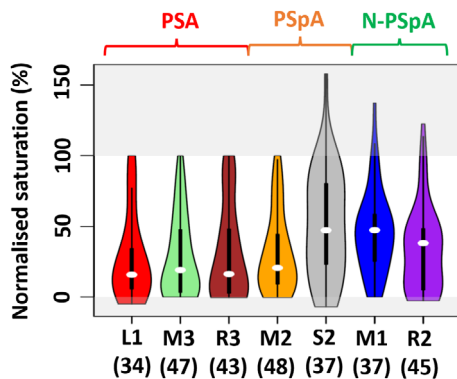 PSA PSpA N-PSpA
Normalised saturation (%)
150
100
50
0
L1 M3 R3 M2 S2 M1 R2
(34) (47) (43) (48) (37) (37) (45)